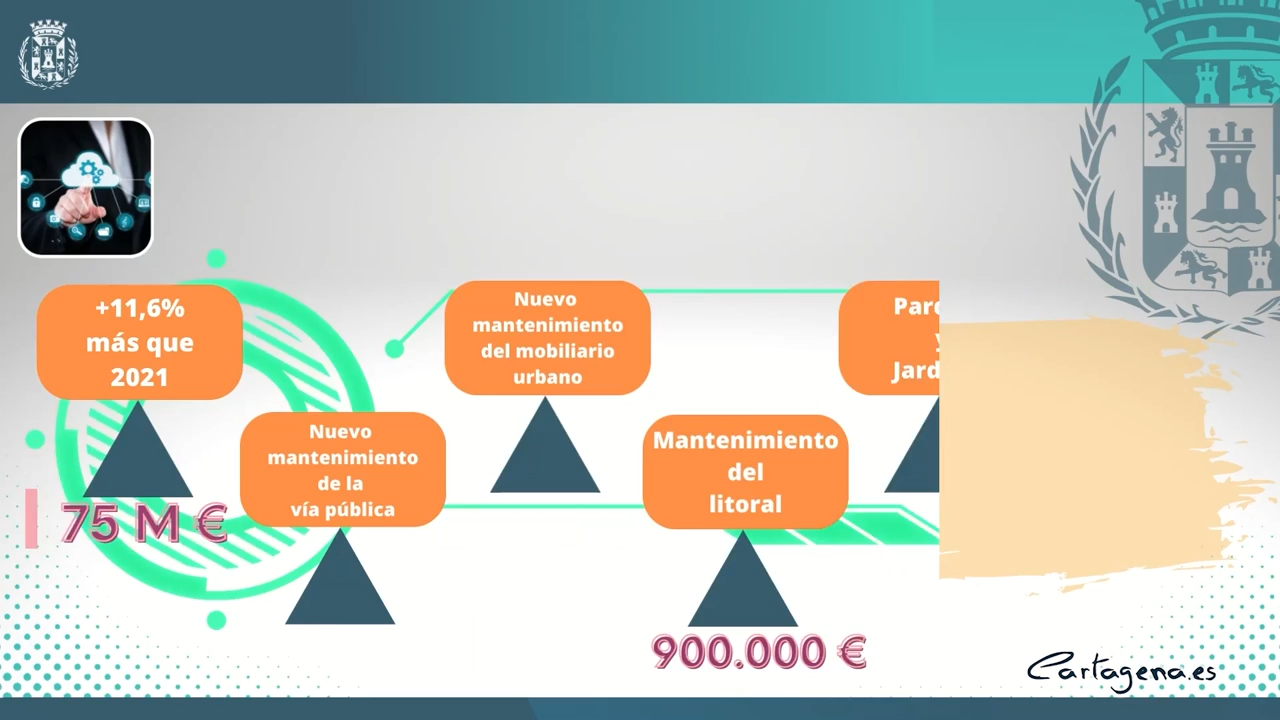 +11,6%
más que
2021
75 M €
Nuevo
mantenimiento
de la
vía pública
Nuevo
mantenimiento
del mobiliario
urbano
Mantenimiento
del
litoral
900.000 €
Cartagena.es